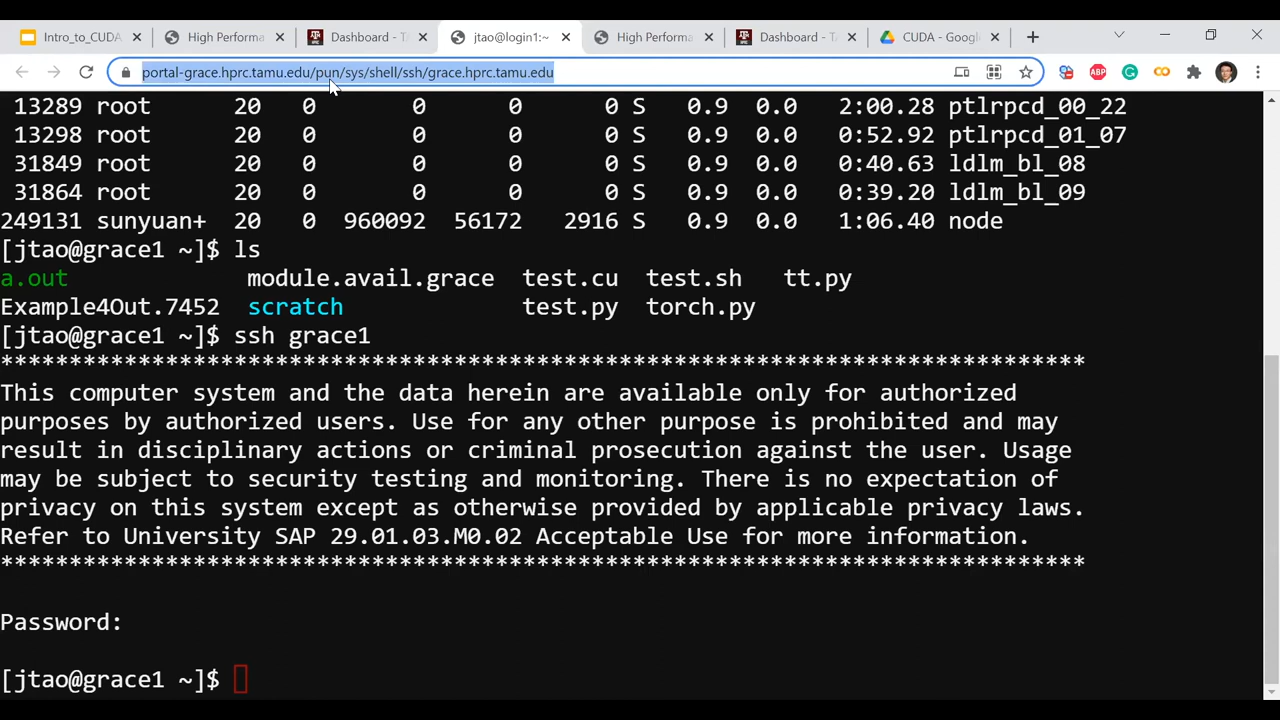 Intro_to_CUDA
High Performa
Dashboard - TA
jtao@login1:~
High Performa
Dashboard - TA
CUDA - Google
portal-grace.hprc.tamu.edu/pun/sys/shell/ssh/grace.hprc.tamu.edu
ABP
13289 root 20 0 0 0 0 S 0.9 0.0 2:00.28 ptlrpcd_00_22
13298 root 20 0 0 0 0 S 0.9 0.0 0:52.92 ptlrpcd_01_07
31849 root 20 0 0 0 0 S 0.9 0.0 0:40.63 ldlm_bl_08
31864 root 20 0 0 0 0 S 0.9 0.0 0:39.20 ldlm_bl_09
249131 sunyuan+ 20 0 960092 56172 2916 S 0.9 0.0 1:06.40 node
[jtao@grace1 ~]$ ls
a.out module.avail.grace test.cu test.sh tt.py
Example4Out.7452 scratch test.py torch.py
[jtao@grace1 ~]$ ssh grace1
*******************************************************************************
This computer system and the data herein are available only for authorized
purposes by authorized users. Use for any other purpose is prohibited and may
result in disciplinary actions or criminal prosecution against the user. Usage
may be subject to security testing and monitoring. There is no expectation of
privacy on this system except as otherwise provided by applicable privacy laws.
Refer to University SAP 29.01.03.M0.02 Acceptable Use for more information.
*******************************************************************************
Password:
[jtao@grace1 ~]$